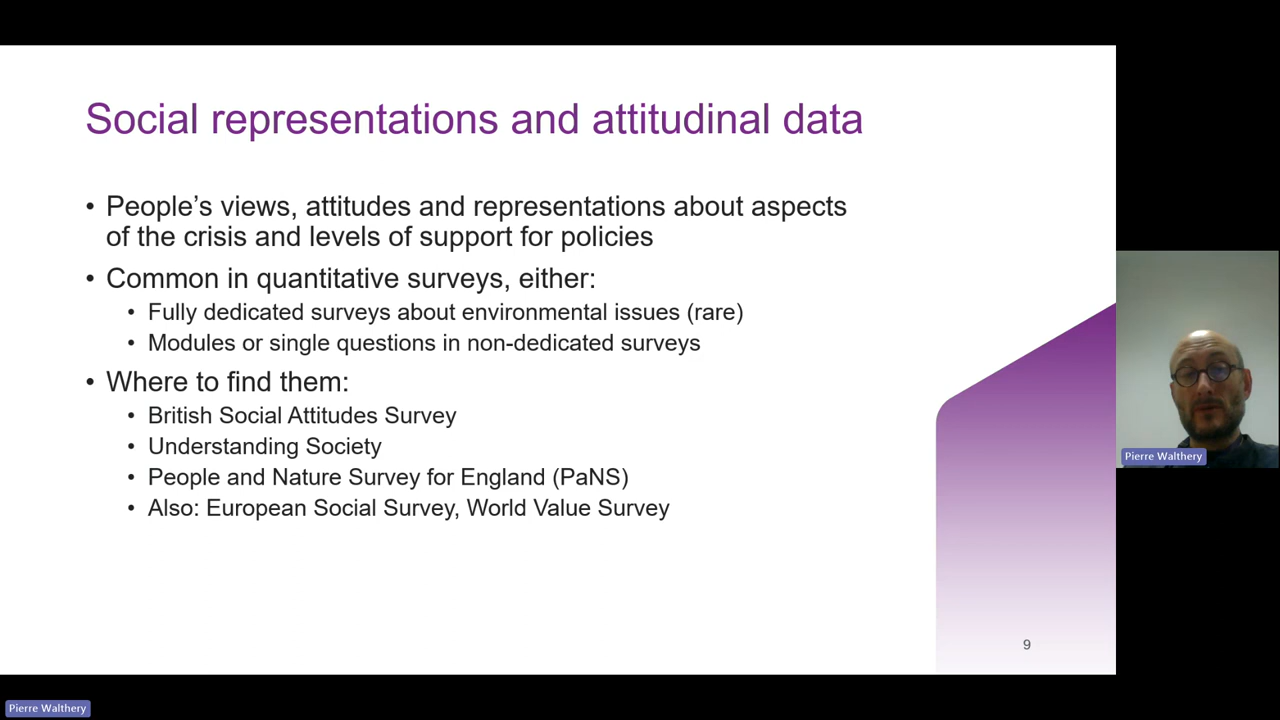 Social representations and attitudinal data
• People’s views, attitudes and representations about aspects
of the crisis and levels of support for policies
• Common in quantitative surveys, either:
• Fully dedicated surveys about environmental issues (rare)
• Modules or single questions in non-dedicated surveys
• Where to find them:
• British Social Attitudes Survey
• Understanding Society
• People and Nature Survey for England (PaNS)
• Also: European Social Survey, World Value Survey
9
Pierre Walthery
Pierre Walthery